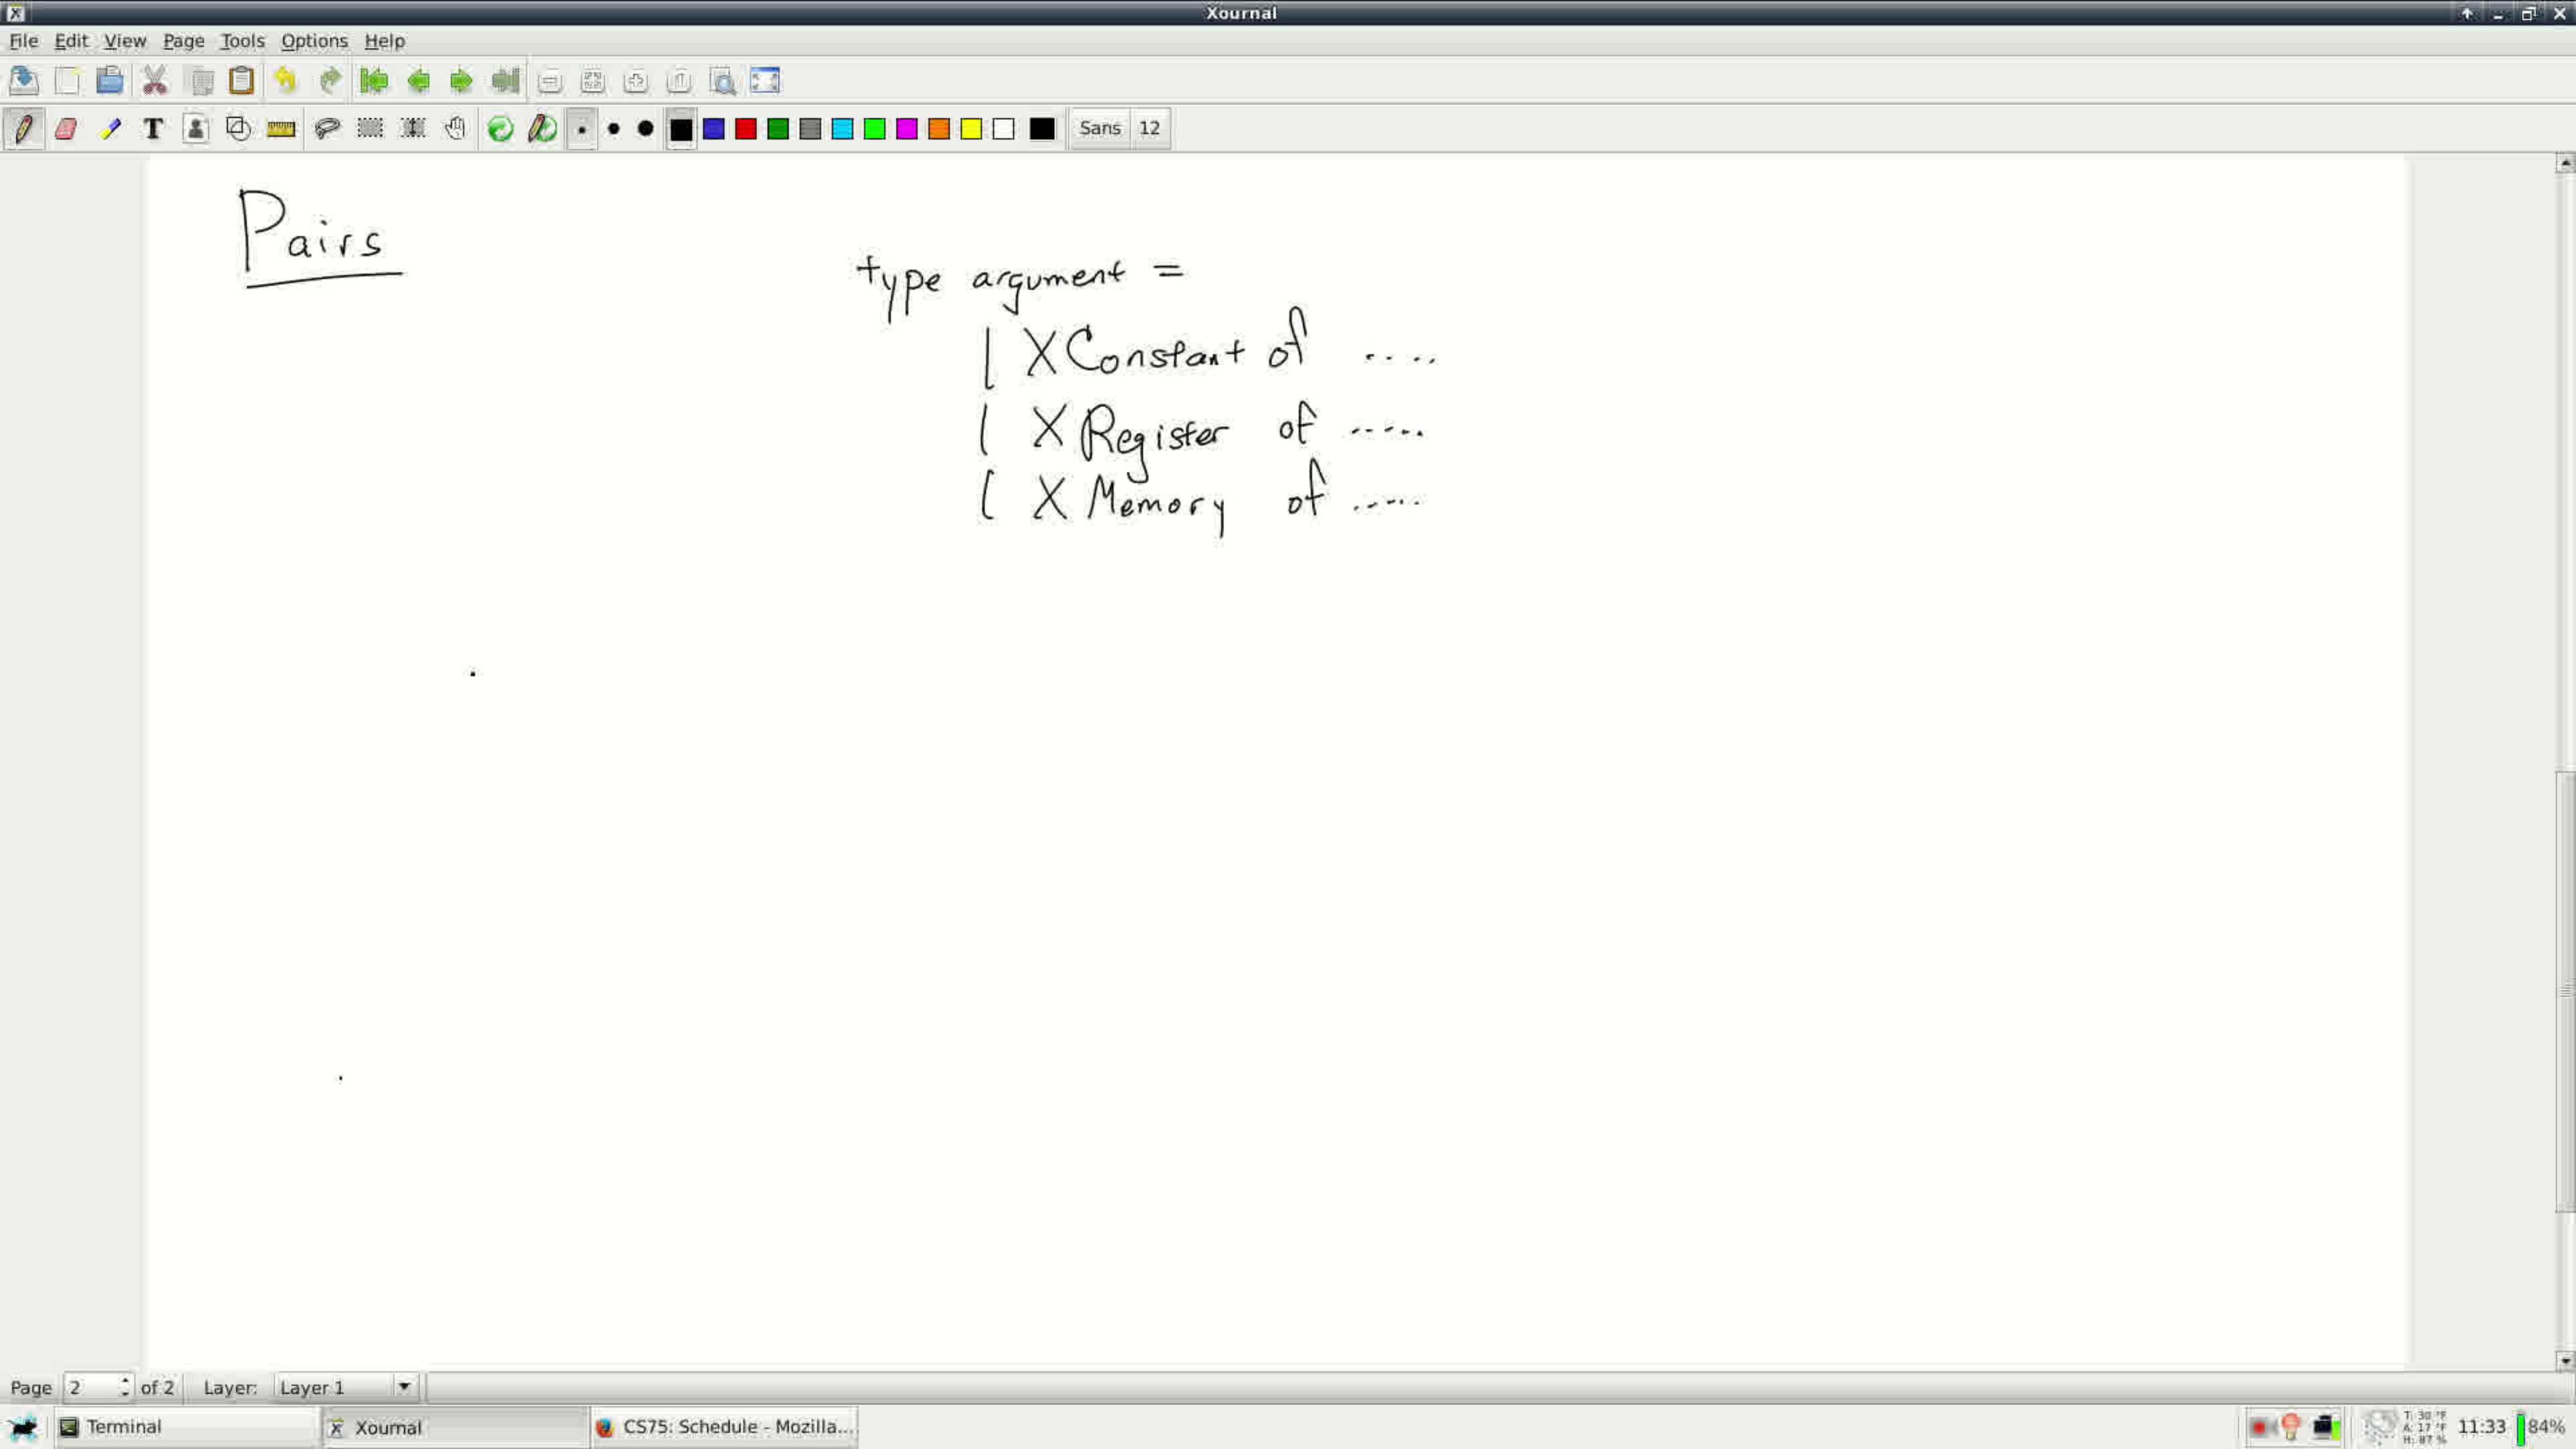 Xournal
File Edit View Page Tools Options Help
Sans 12
Pairs
type argument =
| XConstant of ....
| XRegister of .....
| XMemory of .....
Page 2 of 2 Layer: Layer 1
Terminal Xournal CS75: Schedule - Mozilla... 11:33 84%